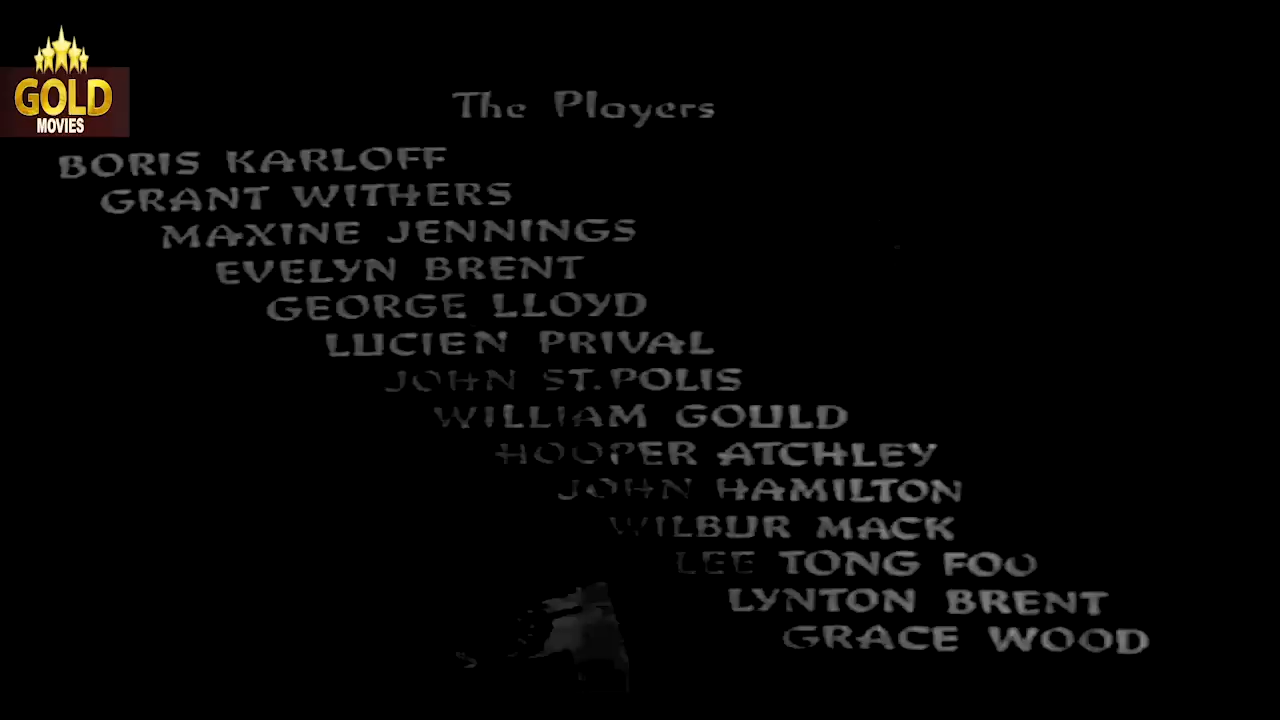 GOLD
MOVIES
The Players
BORIS KARLOFF
GRANT WITHERS
MAXINE JENNINGS
EVELYN BRENT
GEORGE LLOYD
LUCIEN PRIVAL
JOHN ST. POLIS
WILLIAM GOULD
HOOPER ATCHLEY
JOHN HAMILTON
WILBUR MACK
LEE TONG FOO
LYNTON BRENT
GRACE WOOD